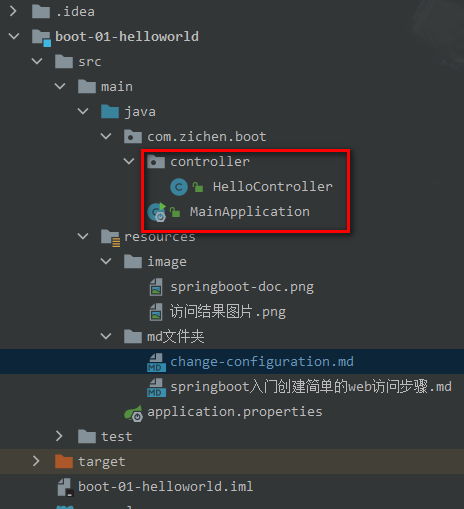 .idea
boot-01-helloworld
src
main
java
com.zichen.boot
controller
HelloController
MainApplication
resources
image
springboot-doc.png
访问结果图片.png
md文件夹
change-configuration.md
springboot入门创建简单的web访问步骤.md
application.properties
test
target
boot-01-helloworld.iml